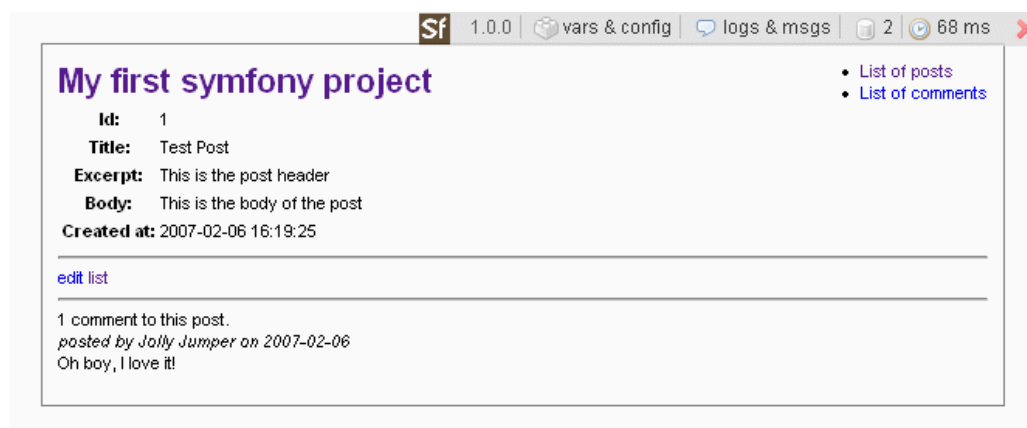 Sf 1.0.0 vars & config logs & msgs 2 68 ms
My first symfony project
List of posts
List of comments
Id: 1
Title: Test Post
Excerpt: This is the post header
Body: This is the body of the post
Created at: 2007-02-06 16:19:25
edit list
1 comment to this post.
posted by Jolly Jumper on 2007-02-06
Oh boy, I love it!